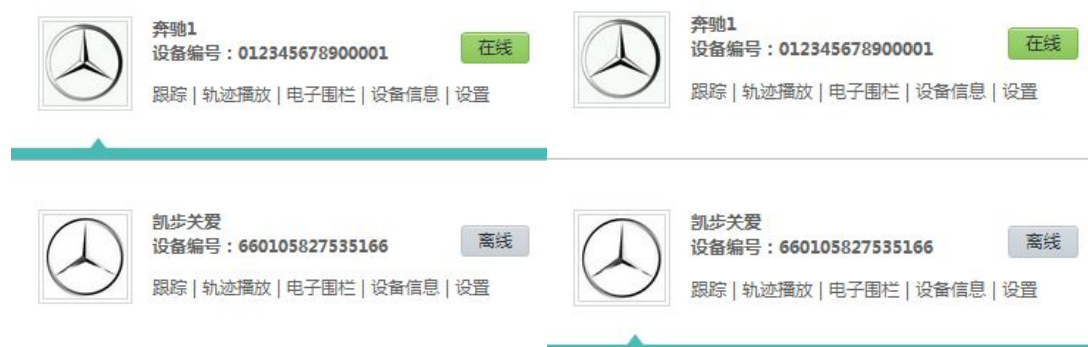 奔驰1
设备编号：012345678900001
在线
跟踪 | 轨迹播放 | 电子围栏 | 设备信息 | 设置
凯步关爱
设备编号：660105827535166
离线
跟踪 | 轨迹播放 | 电子围栏 | 设备信息 | 设置
奔驰1
设备编号：012345678900001
在线
跟踪 | 轨迹播放 | 电子围栏 | 设备信息 | 设置
凯步关爱
设备编号：660105827535166
离线
跟踪 | 轨迹播放 | 电子围栏 | 设备信息 | 设置